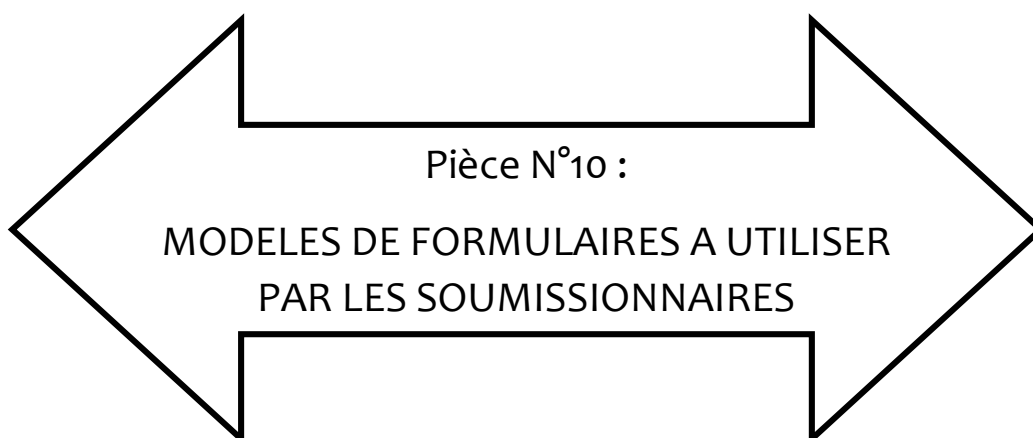 Pièce N°10 :
MODELES DE FORMULAIRES A UTILISER
PAR LES SOUMISSIONNAIRES